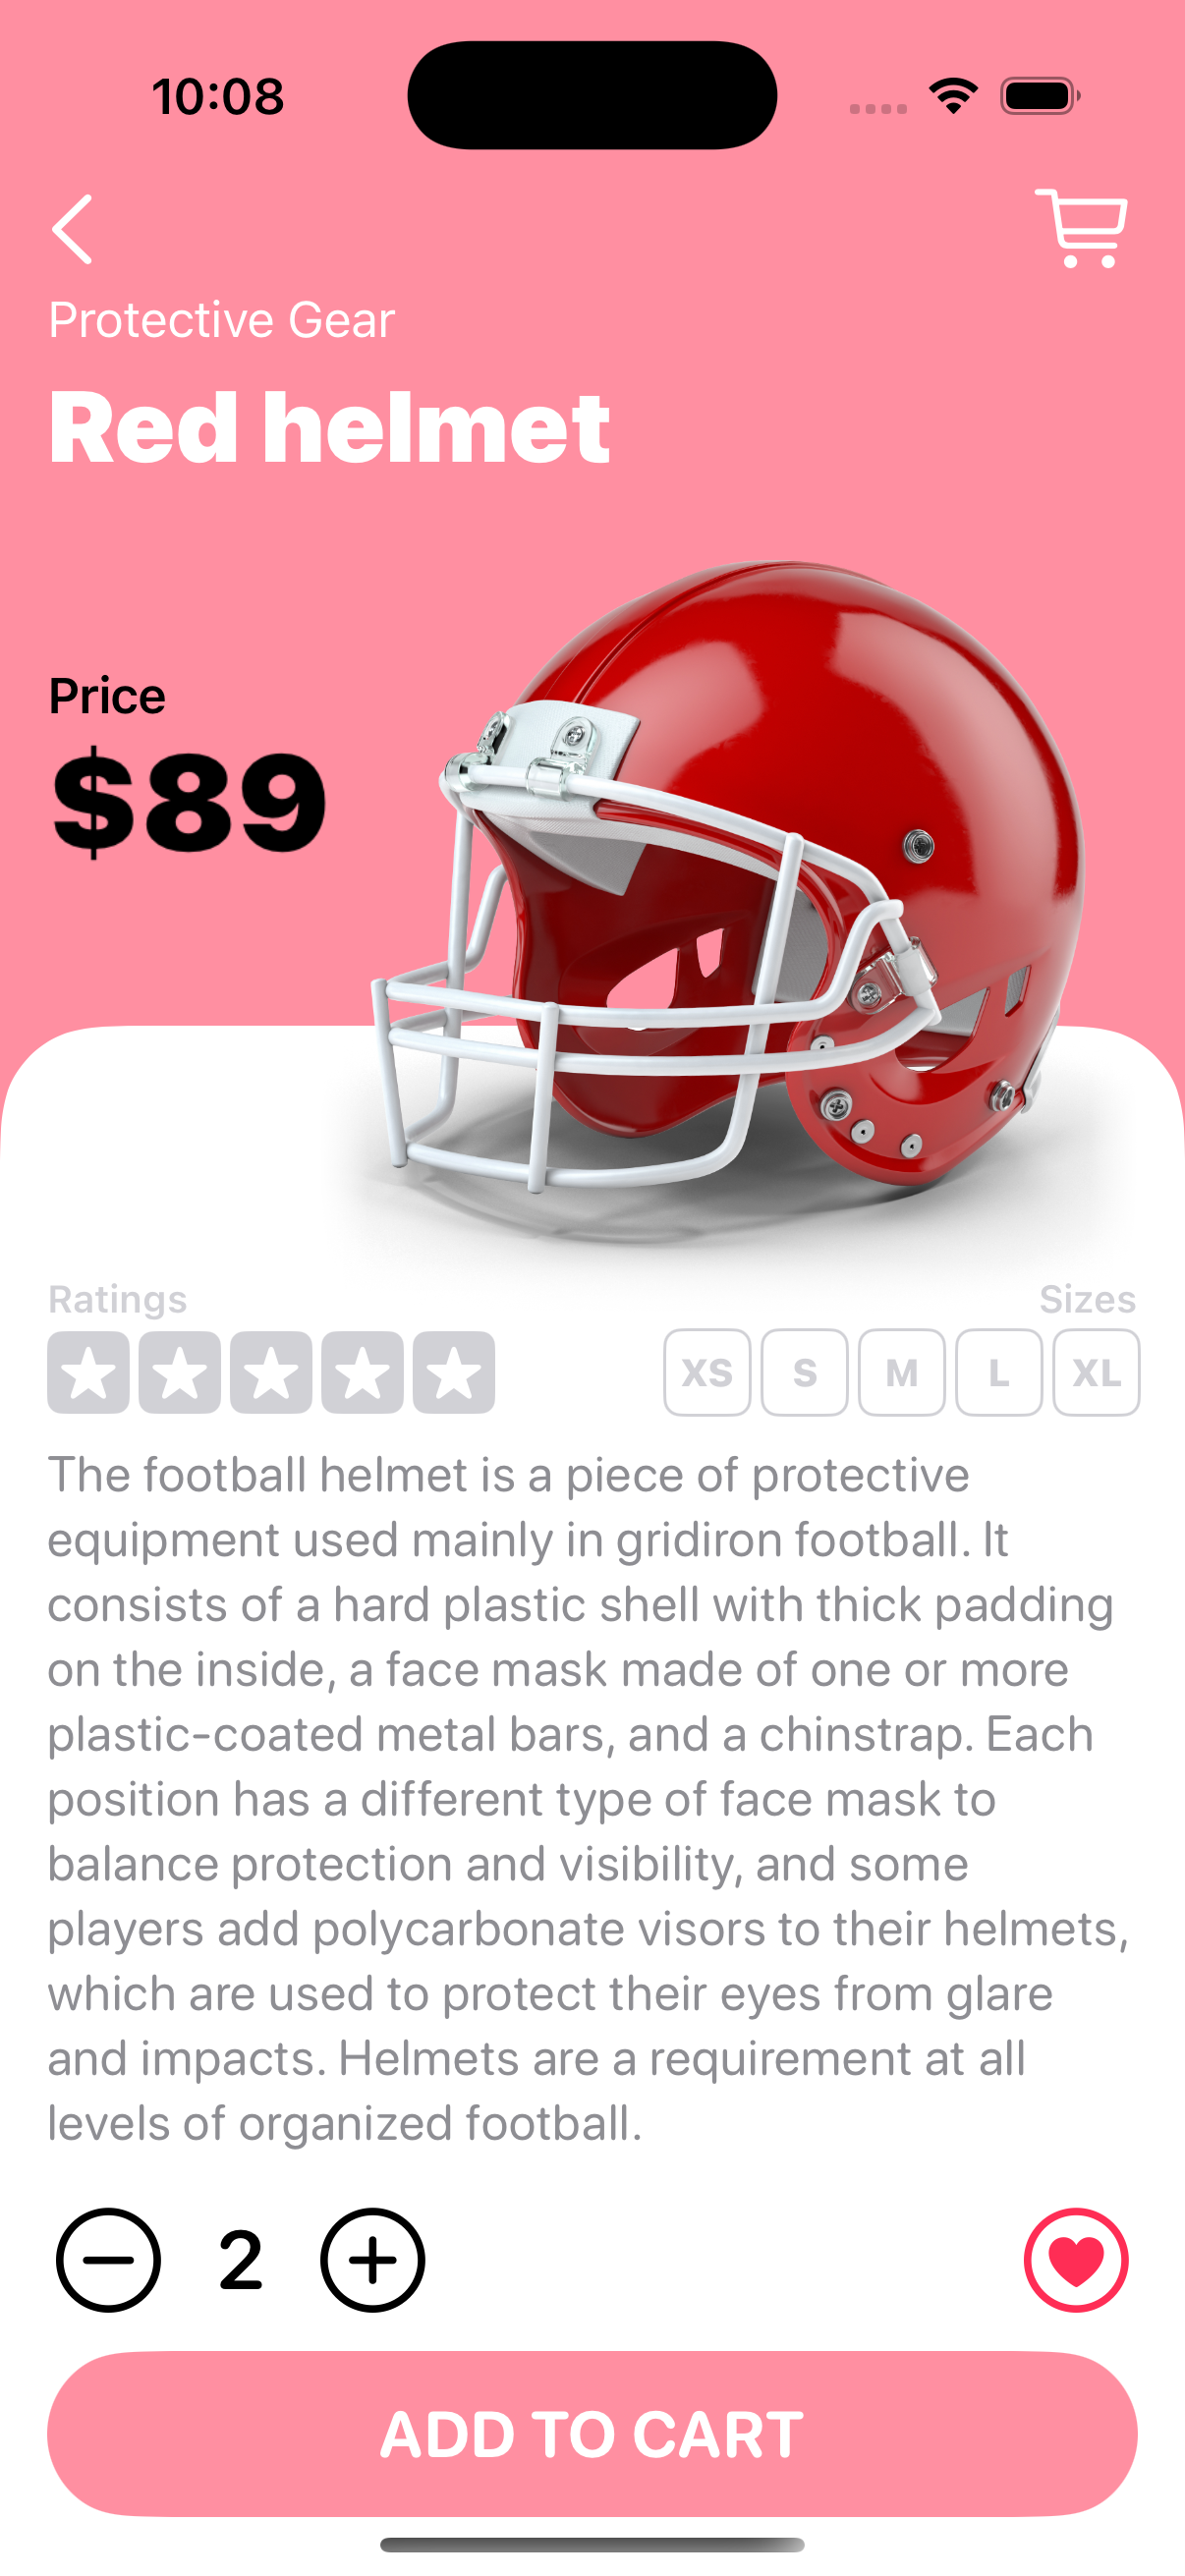 10:08
Protective Gear
Red helmet
Price
$89
Ratings
Sizes
XS S M L XL
The football helmet is a piece of protective
equipment used mainly in gridiron football. It
consists of a hard plastic shell with thick padding
on the inside, a face mask made of one or more
plastic-coated metal bars, and a chinstrap. Each
position has a different type of face mask to
balance protection and visibility, and some
players add polycarbonate visors to their helmets,
which are used to protect their eyes from glare
and impacts. Helmets are a requirement at all
levels of organized football.
2
ADD TO CART